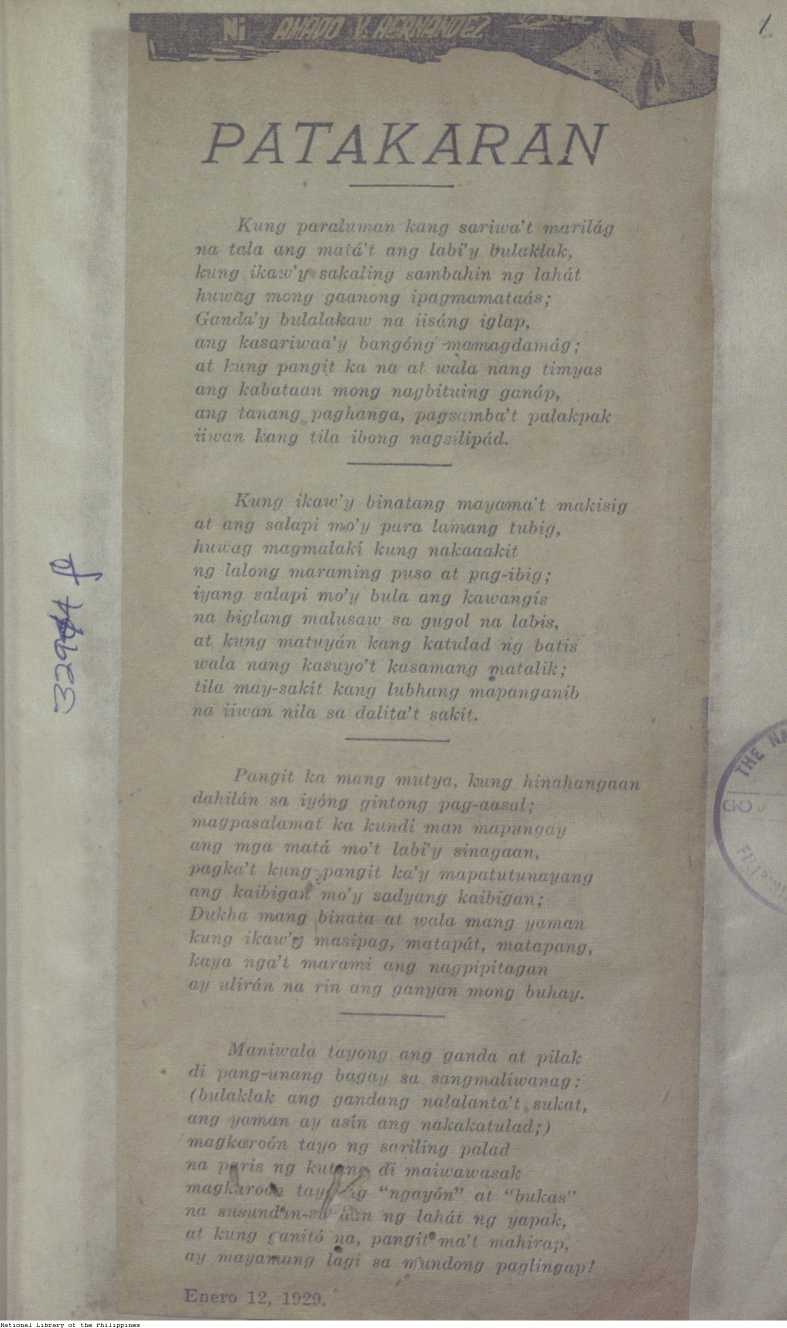 Ni AMADO V. HERNANDEZ
1
PATAKARAN
Kung paraluman kang sariwa't marilág
na tala ang matá't ang labi'y bulaklak,
kung ikaw'y sakaling sambahin ng lahát
huwag mong gaanong ipagmamataás;
Ganda'y bulalakaw na iisáng iglap,
ang kasariwaa'y bangóng mamagdamág;
at kung pangit ka na at wala nang timyas
ang kabataan mong nagbituing ganáp,
ang tanang paghanga, pagsamba't palakpak
iiwan kang tila ibong nagsilipád.
Kung ikaw'y binatang mayama't makisig
at ang salapi mo'y para lamang tubig,
huwag magmalakí kung nakaaakit
ng lalong maraming puso at pag-ibig;
iyang salapi mo'y bula ang kawangís
na biglang malusaw sa gugol na labis,
at kung matuyán kang katulad ng batis
wala nang kasuyo't kasamang matalik;
tila may-sakit kang lubhang mapanganib
na iiwan nila sa dalita't sakit.
Pangit ka mang mutya, kung hinahangaan
dahilán sa iyóng gintong pag-aasal;
magpasalamat ka kundi man mapungay
ang mga matá mo't labi'y sinagaan,
pagka't kung pangit ka'y mapatutunayang
ang kaibigan mo'y sadyang kaibigan;
Dukha mang binata at wala mang yaman
kung ikaw'y masipag, matapát, matapang,
kaya nga't marami ang nagpipitagan
ay ulirán na rin ang ganyan mong buhay.
Maniwala tayong ang ganda at pilak
di pang-unang bagay sa sangmaliwanag:
(bulaklak ang gandang nalalanta't sukat,
ang yaman ay asín ang nakakatulad;)
magkaroón tayo ng sariling palad
na paris ng kutang di maiwawasak
magkaroón tayo ng "ngayón" at "bukas"
na susundan-sundan ng lahát ng yapak,
at kung ganitó na, pangit ma't mahirap,
ay mayamang lagi sa mundong paglingap!
Enero 12, 1929.
THE NA
National Library of the Philippines